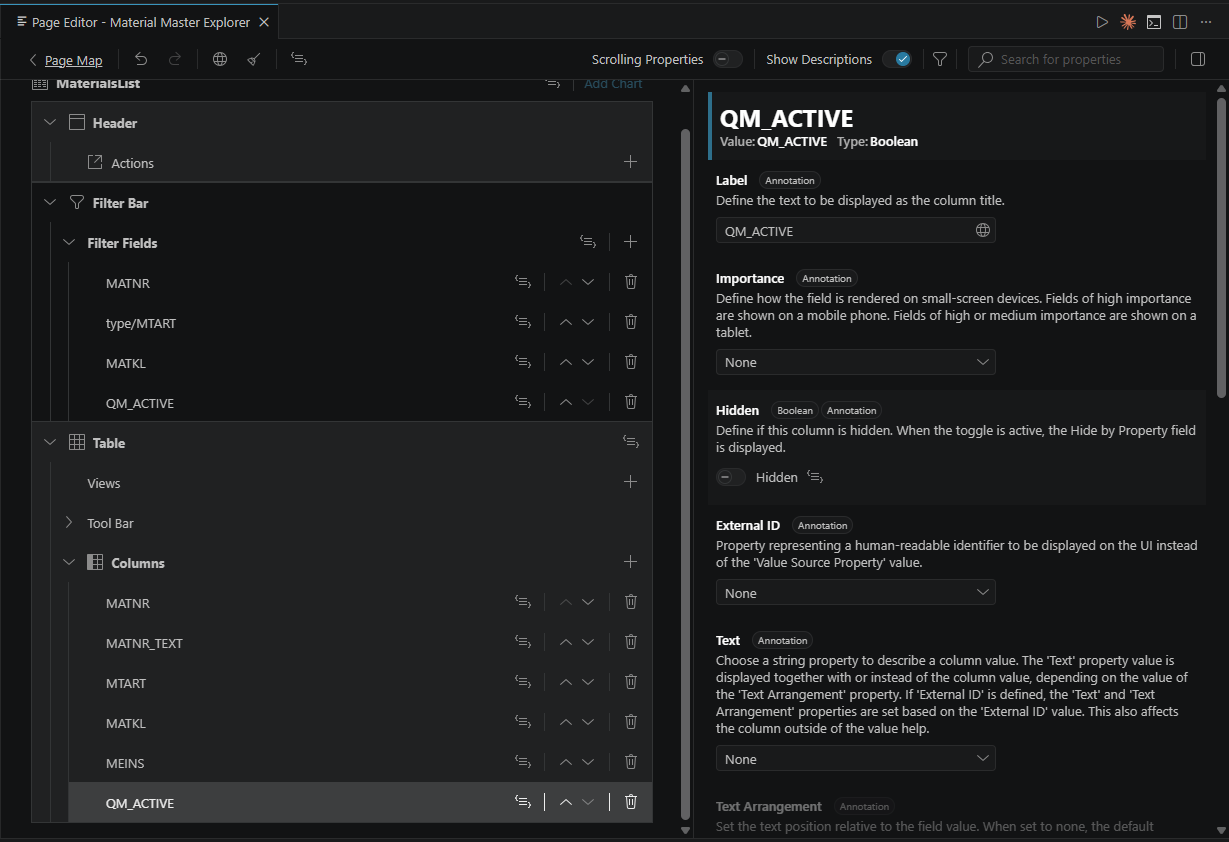 Page Editor - Material Master Explorer
Page Map
Scrolling Properties
Show Descriptions
Search for properties
MaterialsList
Add Chart
Header
Actions
Filter Bar
Filter Fields
MATNR
type/MTART
MATKL
QM_ACTIVE
Table
Views
Tool Bar
Columns
MATNR
MATNR_TEXT
MTART
MATKL
MEINS
QM_ACTIVE
QM_ACTIVE
Value: QM_ACTIVE Type: Boolean
Label Annotation
Define the text to be displayed as the column title.
QM_ACTIVE
Importance Annotation
Define how the field is rendered on small-screen devices. Fields of high importance
are shown on a mobile phone. Fields of high or medium importance are shown on a
tablet.
None
Hidden Boolean Annotation
Define if this column is hidden. When the toggle is active, the Hide by Property field
is displayed.
Hidden
External ID Annotation
Property representing a human-readable identifier to be displayed on the UI instead
of the 'Value Source Property' value.
None
Text Annotation
Choose a string property to describe a column value. The 'Text' property value is
displayed together with or instead of the column value, depending on the value of
the 'Text Arrangement' property. If 'External ID' is defined, the 'Text' and 'Text
Arrangement' properties are set based on the 'External ID' value. This also affects
the column outside of the value help.
None
Text Arrangement Annotation
Set the text position relative to the field value. When set to none, the default